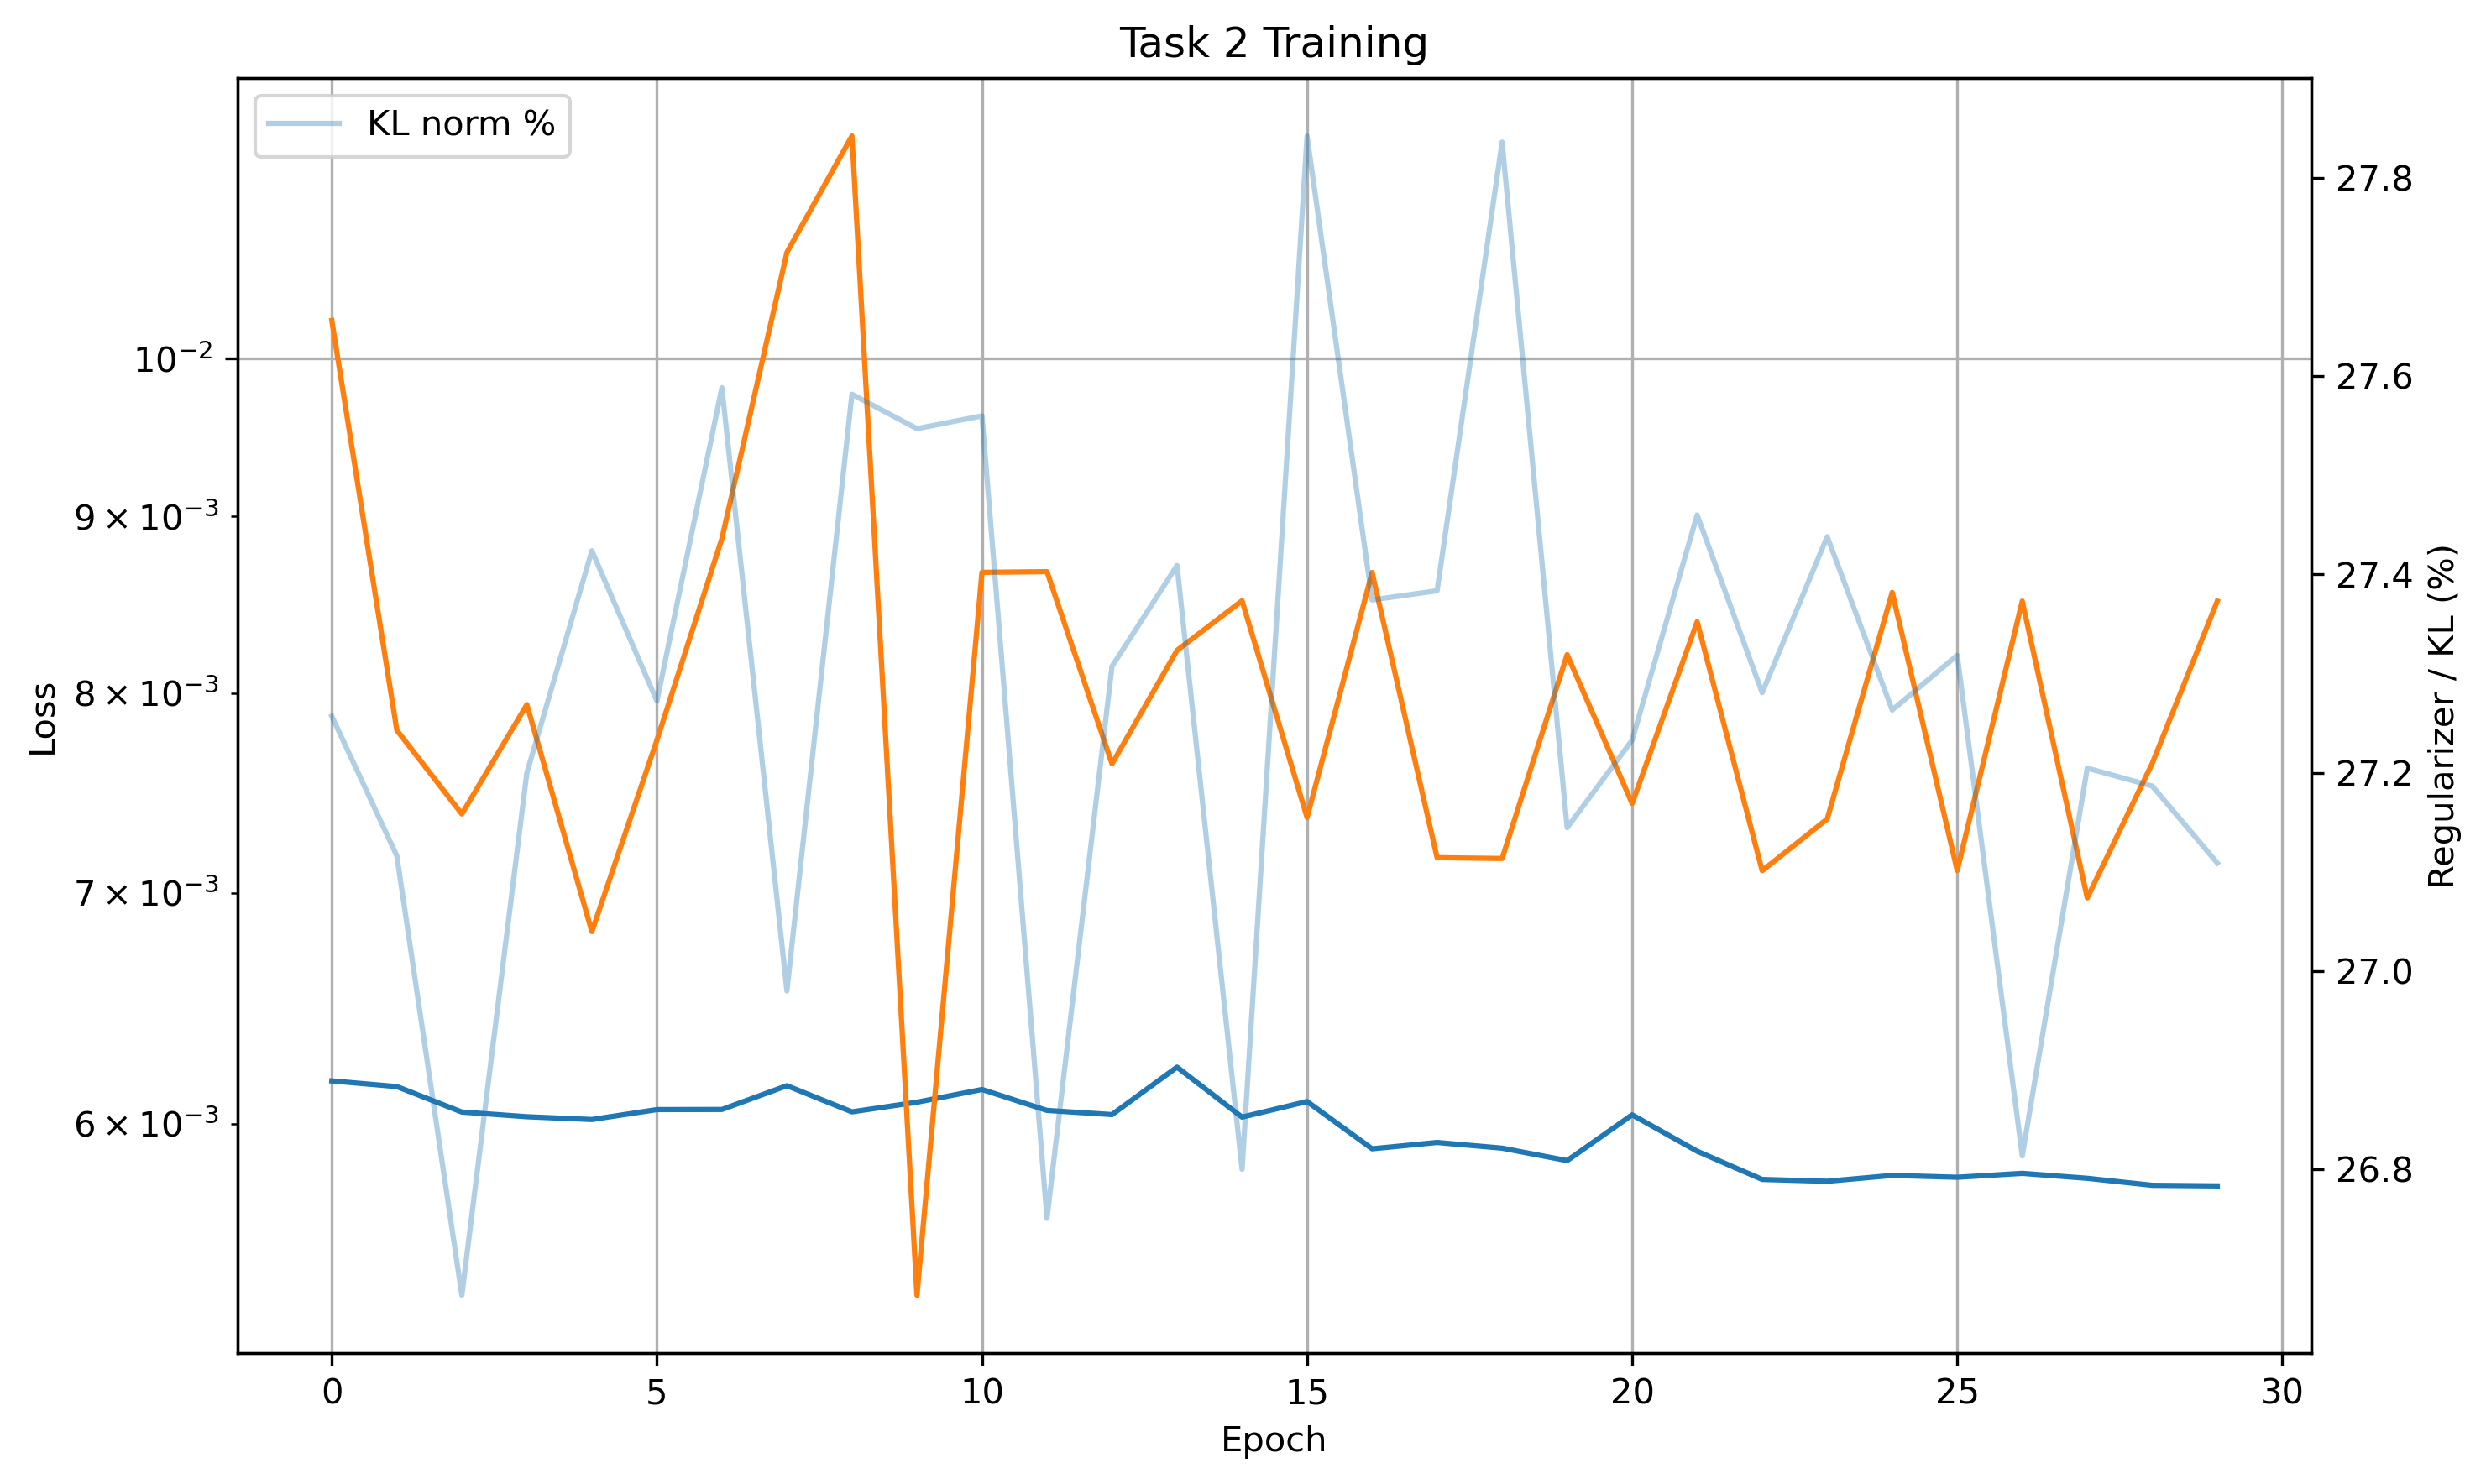 Task 2 Training
KL norm %
10⁻²
9 × 10⁻³
8 × 10⁻³
7 × 10⁻³
6 × 10⁻³
Loss
27.8
27.6
27.4
27.2
27.0
26.8
Regularizer / KL (%)
0 5 10 15 20 25 30
Epoch